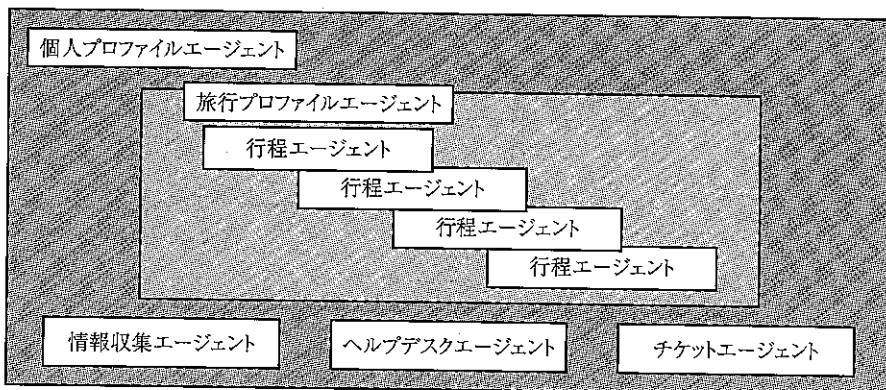 個人プロファイルエージェント
旅行プロファイルエージェント
行程エージェント
行程エージェント
行程エージェント
行程エージェント
情報収集エージェント
ヘルプデスクエージェント
チケットエージェント